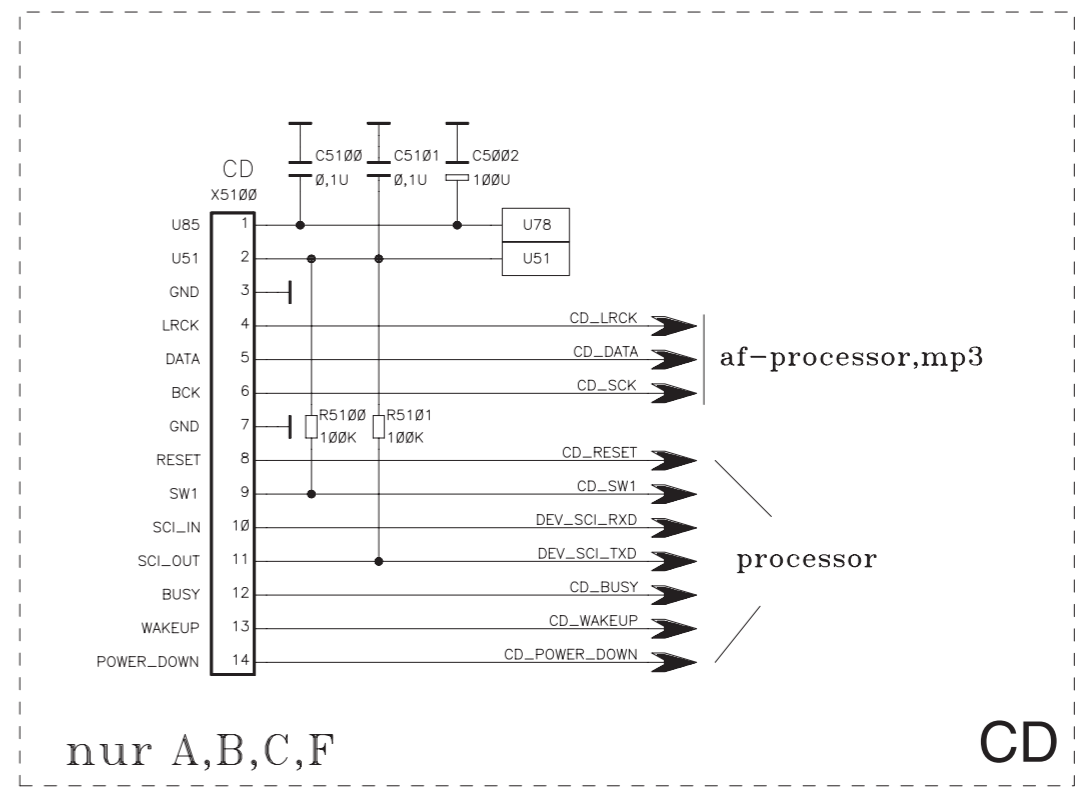 C5100
C5101
C5002
0,1U
0,1U
100U
CD
X5100
U85 1 U78
U51 2 U51
GND 3
LRCK 4 CD_LRCK
DATA 5 CD_DATA af-processor,mp3
BCK 6 CD_SCK
GND 7 R5100 R5101
100K 100K
RESET 8 CD_RESET
SW1 9 CD_SW1
SCI_IN 10 DEV_SCI_RXD
SCI_OUT 11 DEV_SCI_TXD processor
BUSY 12 CD_BUSY
WAKEUP 13 CD_WAKEUP
POWER_DOWN 14 CD_POWER_DOWN
nur A,B,C,F
CD